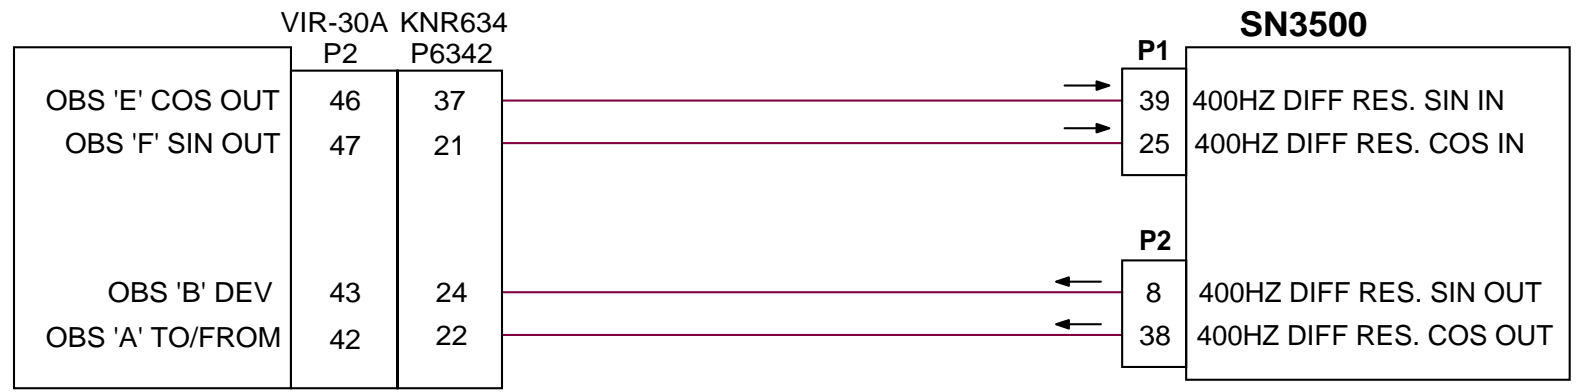 VIR-30A KNR634 SN3500
P2 P6342 P1
OBS 'E' COS OUT 46 37 39 400HZ DIFF RES. SIN IN
OBS 'F' SIN OUT 47 21 25 400HZ DIFF RES. COS IN
P2
OBS 'B' DEV 43 24 8 400HZ DIFF RES. SIN OUT
OBS 'A' TO/FROM 42 22 38 400HZ DIFF RES. COS OUT